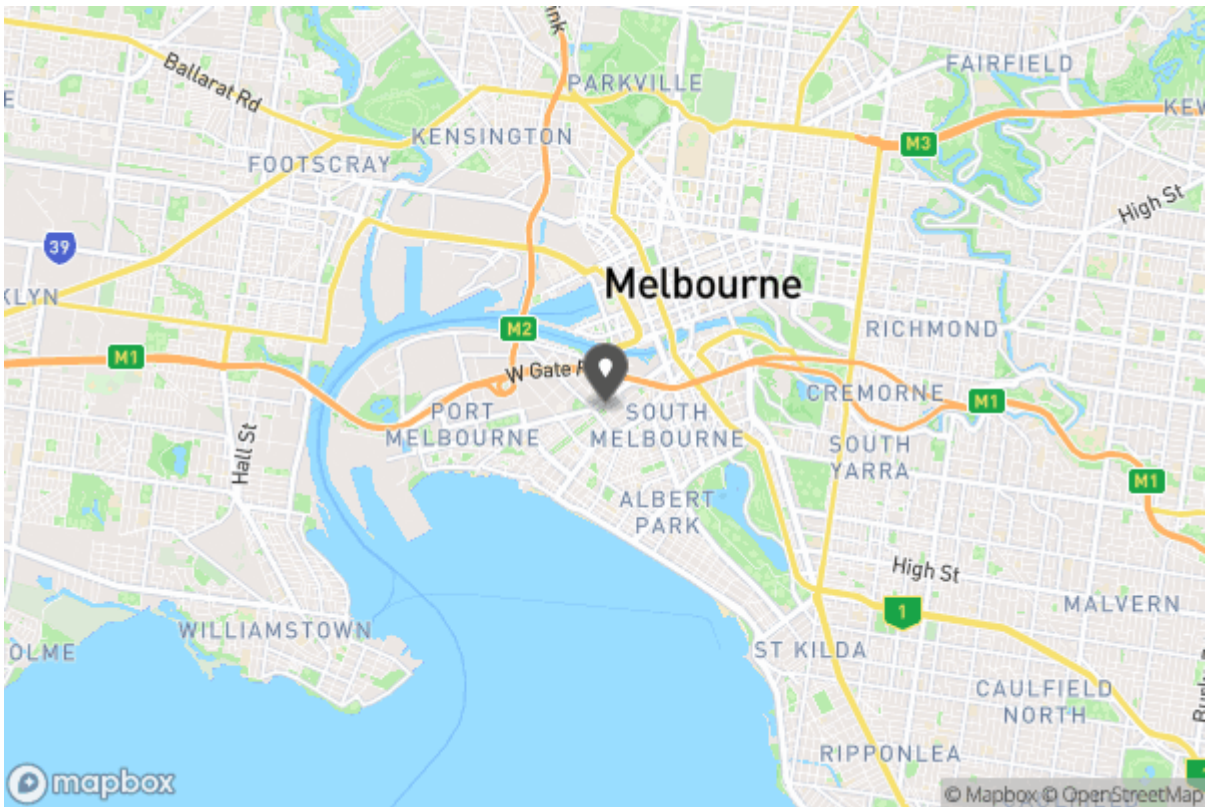 ink
FAIRFIELD
Ballarat Rd
PARKVILLE
E
KEW
KENSINGTON
M3
FOOTSCRAY
High St
39
Melbourne
KLYN
M2
RICHMOND
M1
W Gate
CREMORNE
M1
PORT
MELBOURNE
SOUTH
MELBOURNE
SOUTH
YARRA
Hall St
M1
ALBERT
PARK
High St
1
MALVERN
WILLIAMSTOWN
OLME
ST KILDA
CAULFIELD
NORTH
RIPPONLEA
mapbox
© Mapbox © OpenStreetMap